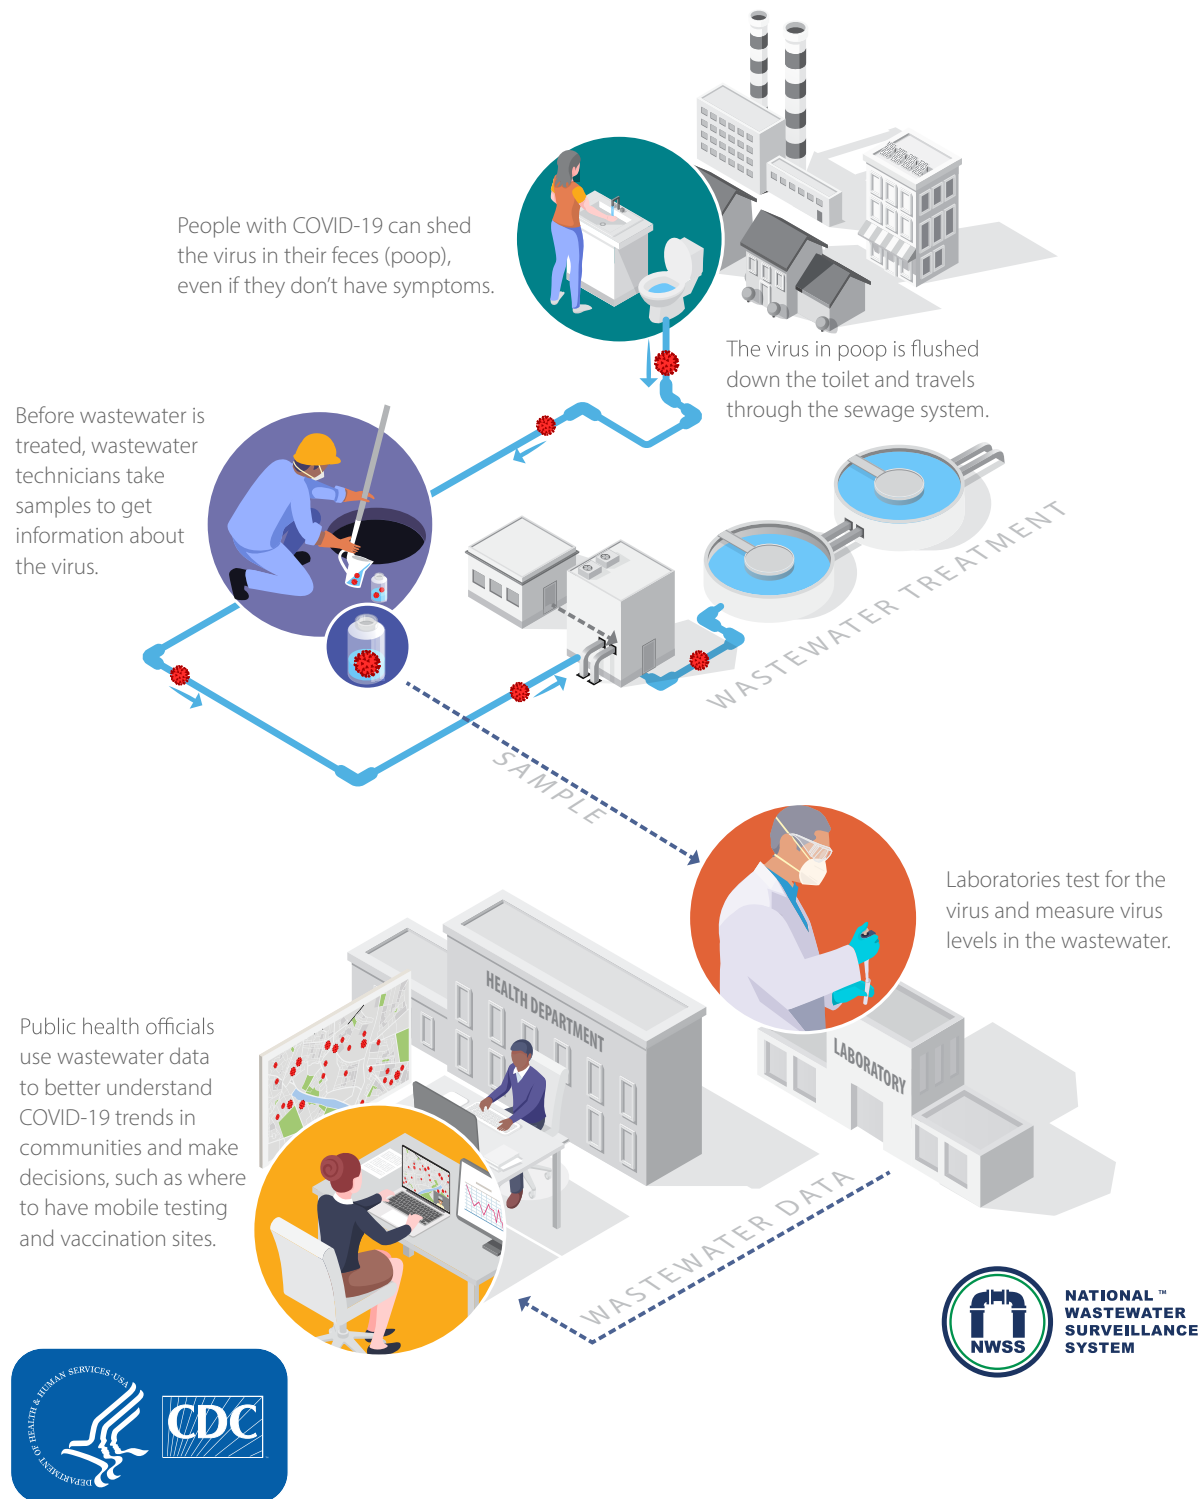 People with COVID-19 can shed
the virus in their feces (poop),
even if they don't have symptoms.
The virus in poop is flushed
down the toilet and travels
through the sewage system.
Before wastewater is
treated, wastewater
technicians take
samples to get
information about
the virus.
WASTEWATER TREATMENT
SAMPLE
Laboratories test for the
virus and measure virus
levels in the wastewater.
HEALTH DEPARTMENT
LABORATORY
Public health officials
use wastewater data
to better understand
COVID-19 trends in
communities and make
decisions, such as where
to have mobile testing
and vaccination sites.
WASTEWATER DATA
NWSS
NATIONAL ™
WASTEWATER
SURVEILLANCE
SYSTEM
DEPARTMENT OF HEALTH & HUMAN SERVICES·USA
CDC